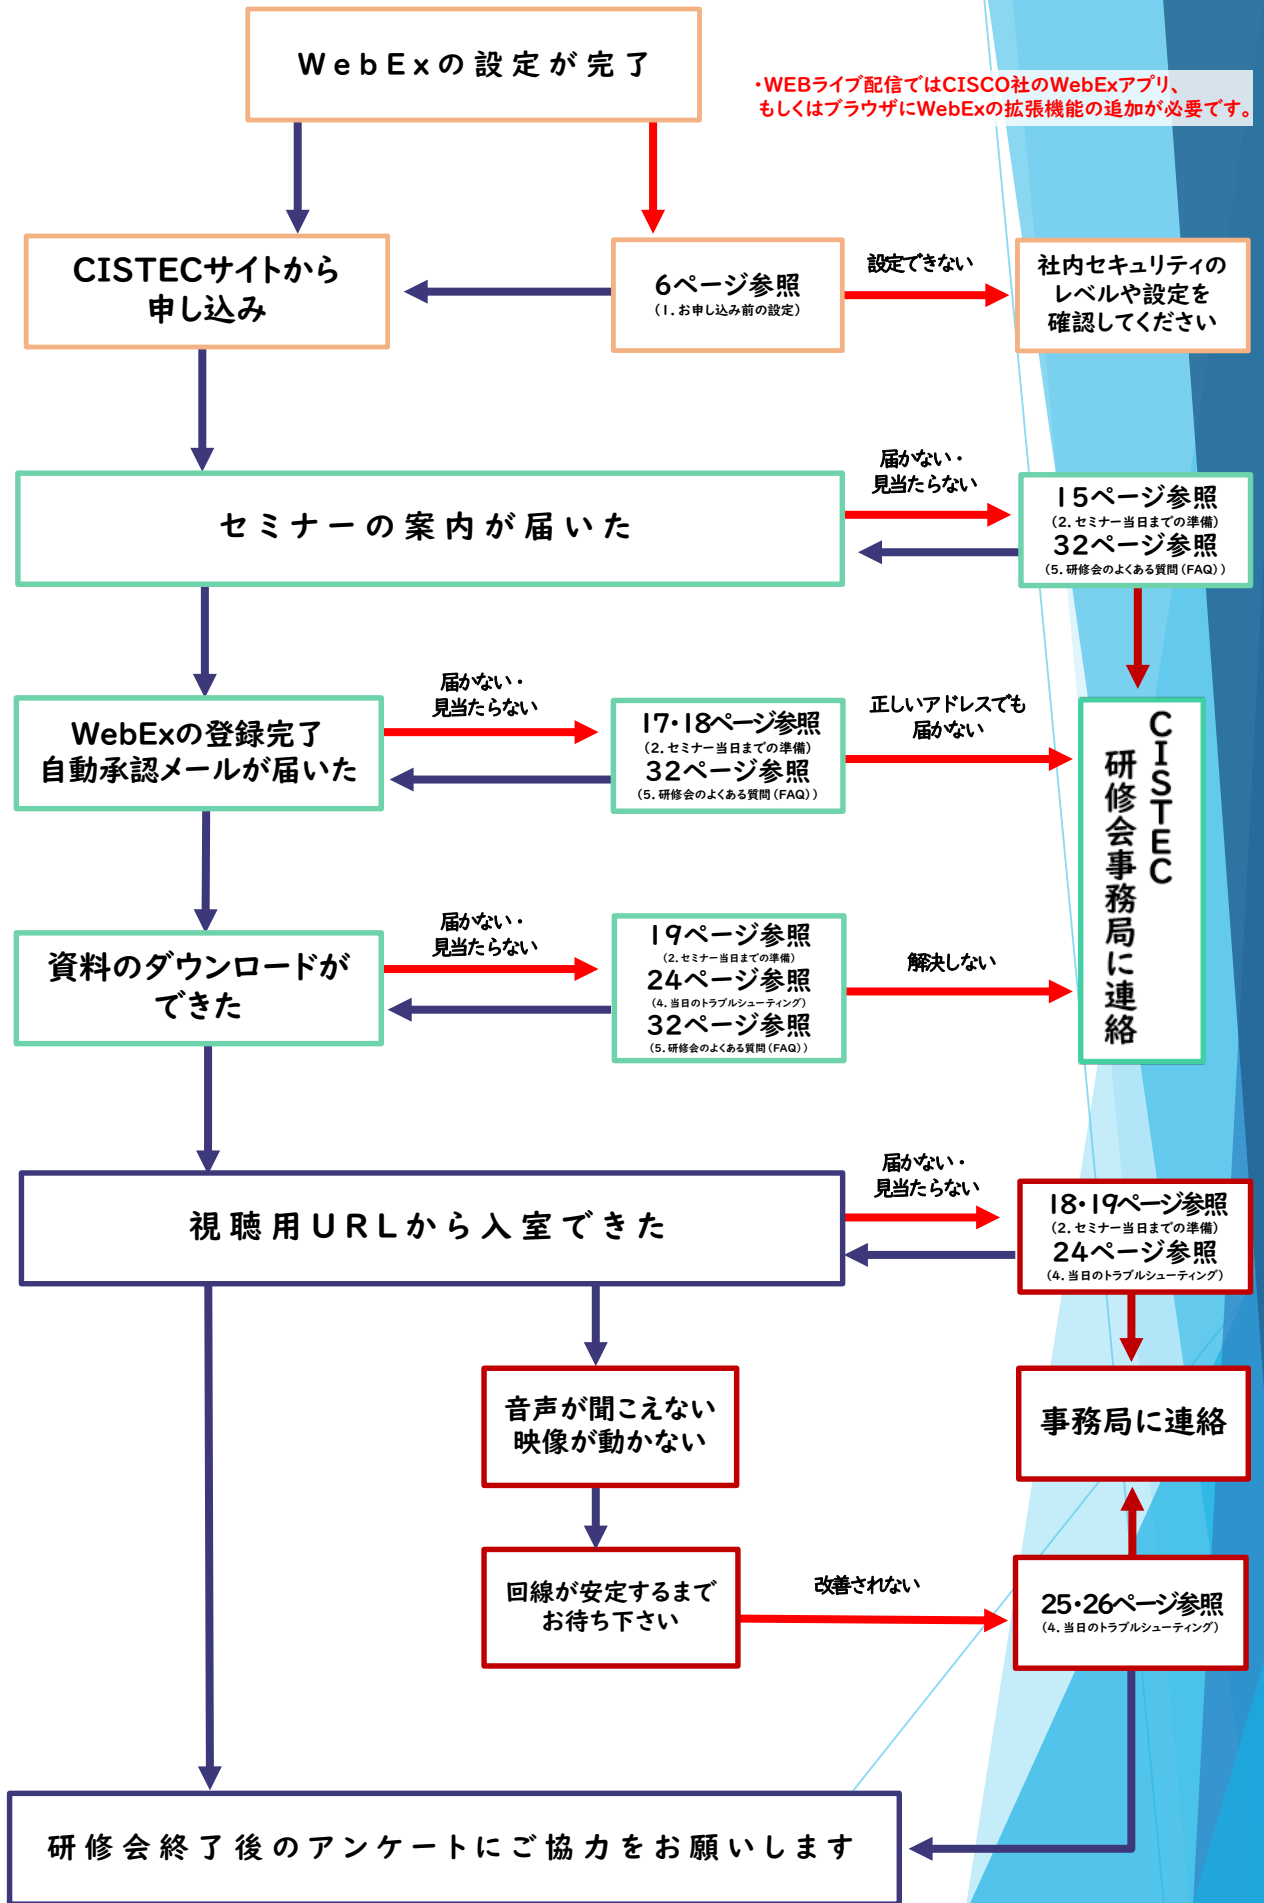 WebExの設定が完了
・WEBライブ配信ではCISCO社のWebExアプリ、
もしくはブラウザにWebExの拡張機能の追加が必要です。
CISTECサイトから
申し込み
6ページ参照
(1.お申し込み前の設定)
設定できない
社内セキュリティの
レベルや設定を
確認してください
セミナーの案内が届いた
届かない・
見当たらない
15ページ参照
(2.セミナー当日までの準備)
32ページ参照
(5.研修会のよくある質問(FAQ))
WebExの登録完了
自動承認メールが届いた
届かない・
見当たらない
17・18ページ参照
(2.セミナー当日までの準備)
32ページ参照
(5.研修会のよくある質問(FAQ))
正しいアドレスでも
届かない
CISTEC
研修会事務局に連絡
資料のダウンロードが
できた
届かない・
見当たらない
19ページ参照
(2.セミナー当日までの準備)
24ページ参照
(4.当日のトラブルシューティング)
32ページ参照
(5.研修会のよくある質問(FAQ))
解決しない
視聴用URLから入室できた
届かない・
見当たらない
18・19ページ参照
(2.セミナー当日までの準備)
24ページ参照
(4.当日のトラブルシューティング)
音声が聞こえない
映像が動かない
事務局に連絡
回線が安定するまで
お待ち下さい
改善されない
25・26ページ参照
(4.当日のトラブルシューティング)
研修会終了後のアンケートにご協力をお願いします